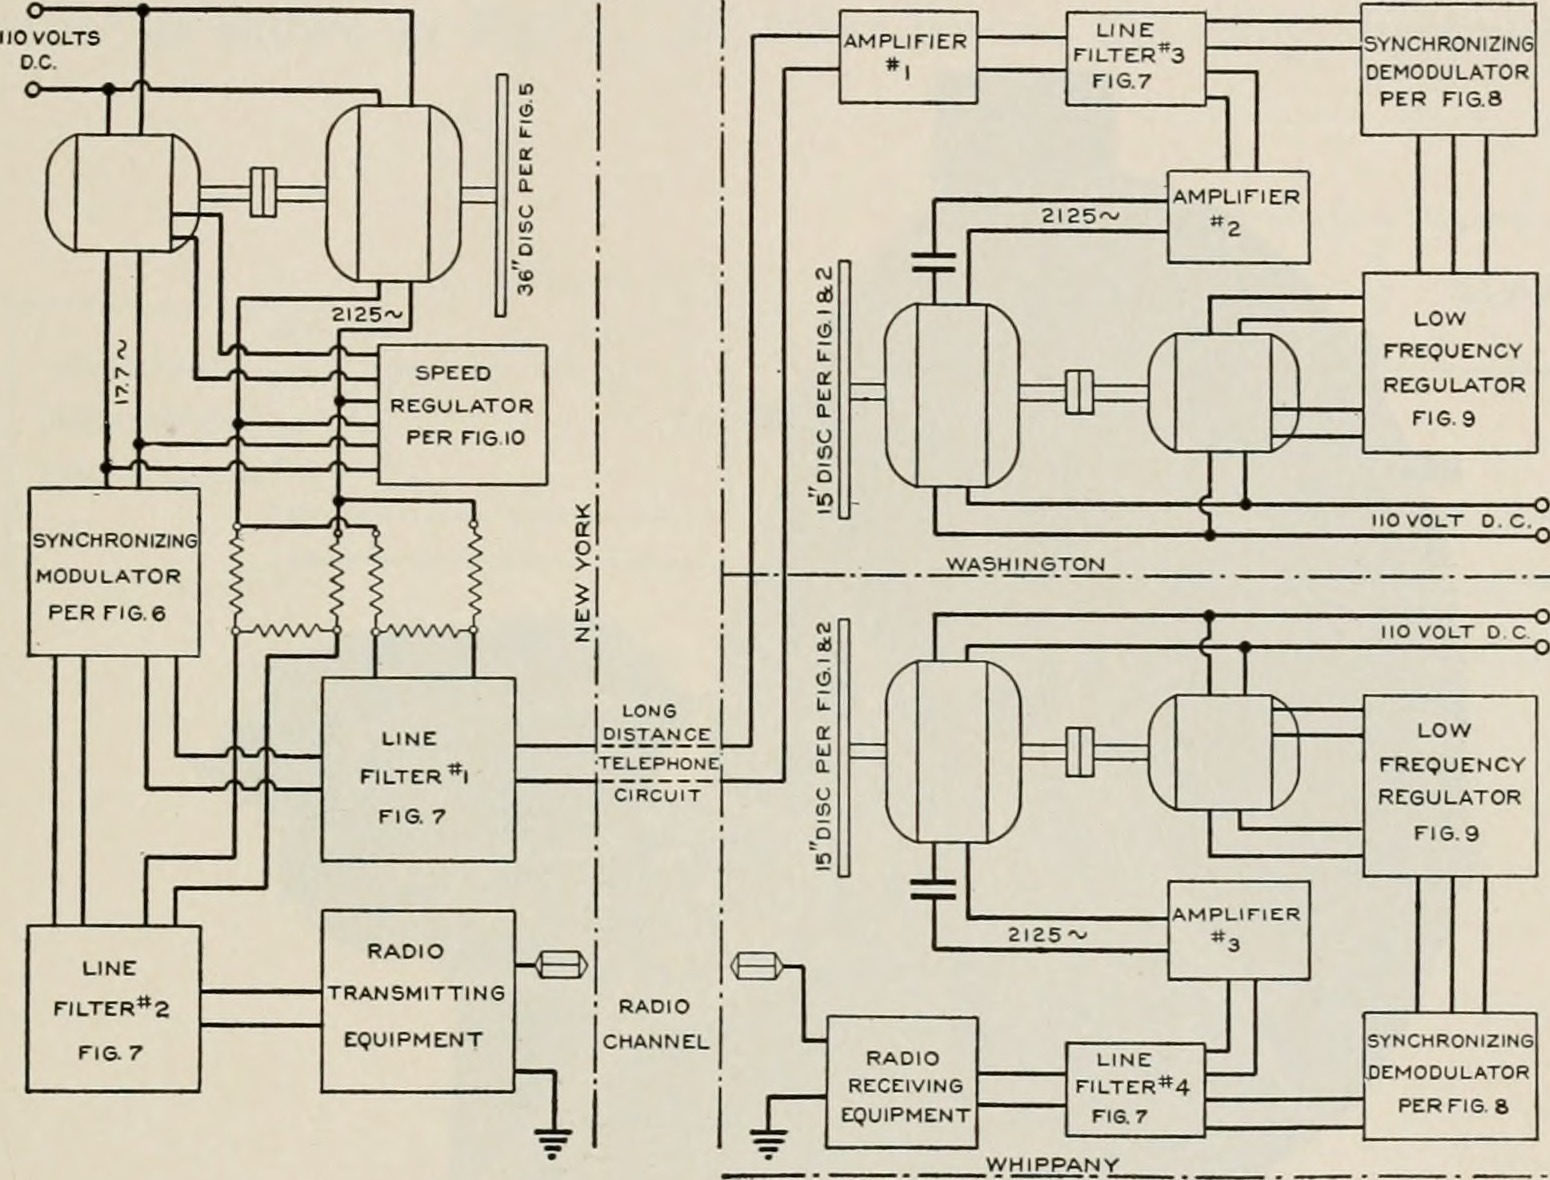 110 VOLTS
D.C.
36" DISC PER FIG.5
2125~
17.7~
SPEED
REGULATOR
PER FIG.10
SYNCHRONIZING
MODULATOR
PER FIG.6
LINE
FILTER #1
FIG. 7
LINE
FILTER #2
FIG. 7
RADIO
TRANSMITTING
EQUIPMENT
NEW YORK
LONG
DISTANCE
TELEPHONE
CIRCUIT
RADIO
CHANNEL
AMPLIFIER
#1
LINE
FILTER #3
FIG.7
SYNCHRONIZING
DEMODULATOR
PER FIG.8
AMPLIFIER
#2
2125~
15" DISC PER FIG.1&2
LOW
FREQUENCY
REGULATOR
FIG.9
110 VOLT D.C.
WASHINGTON
110 VOLT D.C.
15" DISC PER FIG.1&2
LOW
FREQUENCY
REGULATOR
FIG.9
AMPLIFIER
#3
2125~
RADIO
RECEIVING
EQUIPMENT
LINE
FILTER #4
FIG.7
SYNCHRONIZING
DEMODULATOR
PER FIG. 8
WHIPPANY